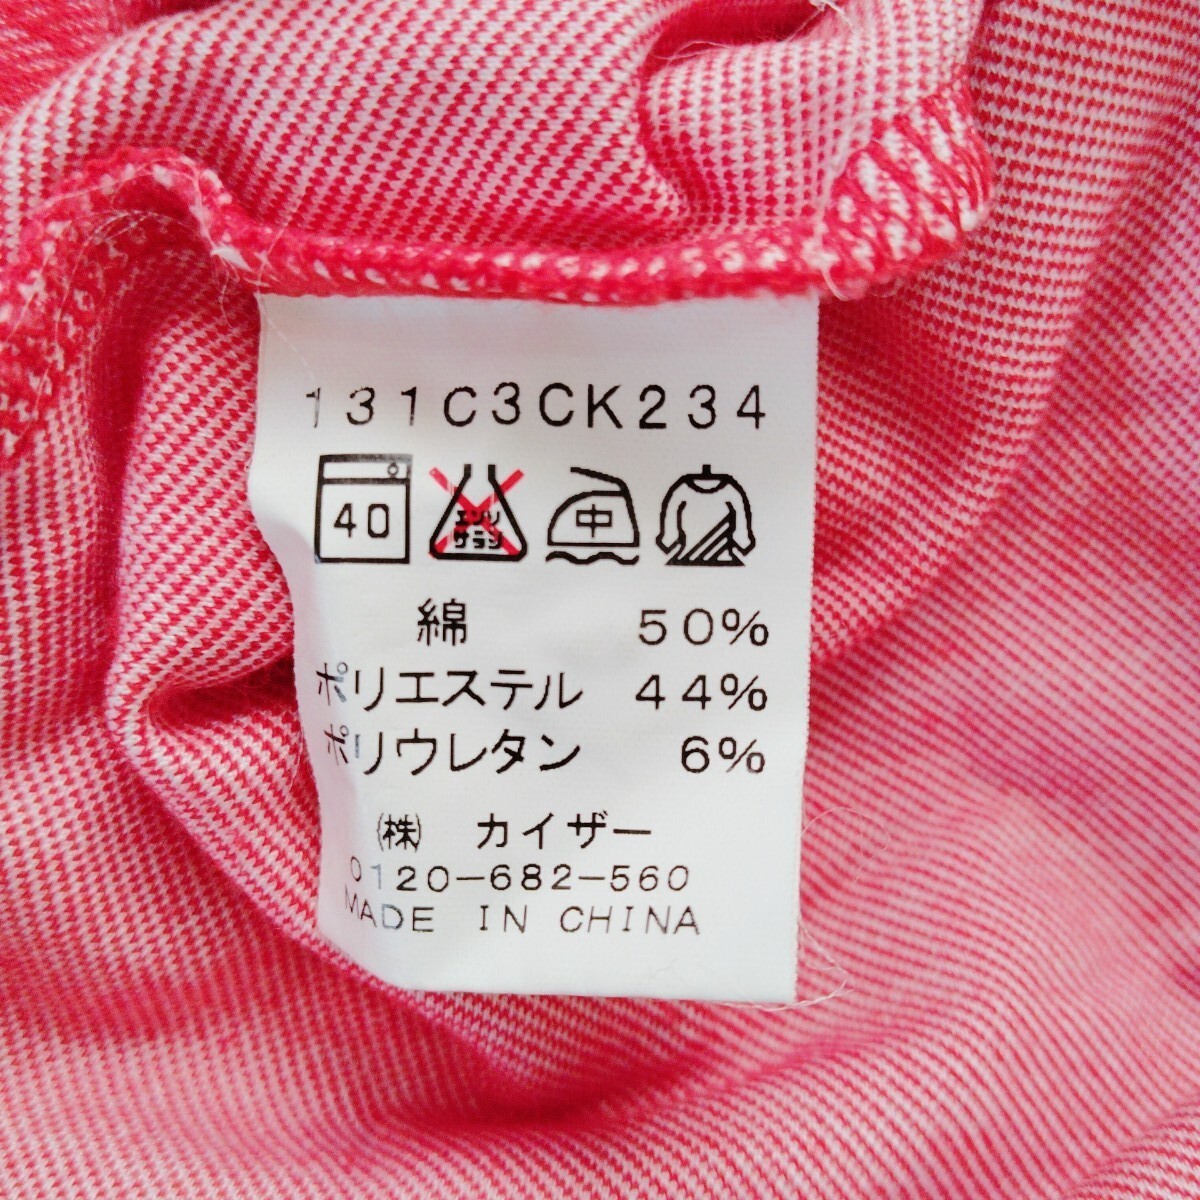 131C3CK234
40 エンソ サラシ 中
綿 50%
ポリエステル 44%
ポリウレタン 6%
㈱ カイザー
0120-682-560
MADE IN CHINA